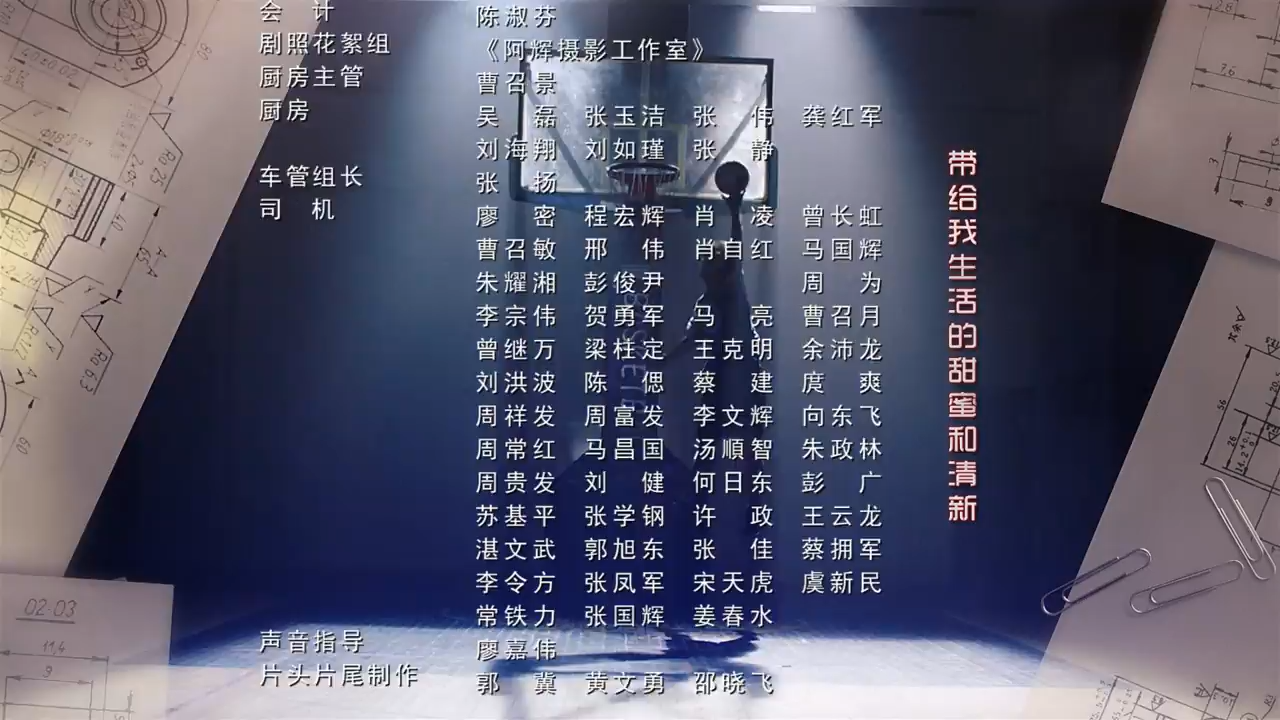 会 计 陈淑芬
剧照花絮组 《阿辉摄影工作室》
厨房主管 曹召景
厨房 吴 磊 张玉洁 张 伟 龚红军
刘海翔 刘如瑾 张 静
车管组长 张 扬
司 机 廖 密 程宏辉 肖 凌 曾长虹
曹召敏 邢 伟 肖自红 马国辉
朱耀湘 彭俊尹 周 为
李宗伟 贺勇军 马 亮 曹召月
曾继万 梁柱定 王克明 余沛龙
刘洪波 陈 偲 蔡 建 庹 爽
周祥发 周富发 李文辉 向东飞
周常红 马昌国 汤順智 朱政林
周贵发 刘 健 何日东 彭 广
苏基平 张学钢 许 政 王云龙
湛文武 郭旭东 张 佳 蔡拥军
李令方 张凤军 宋天虎 虞新民
常铁力 张国辉 姜春水
声音指导 廖嘉伟
片头片尾制作 郭 冀 黄文勇 邵晓飞
带给我生活的甜蜜和清新
02-03
11,4
9